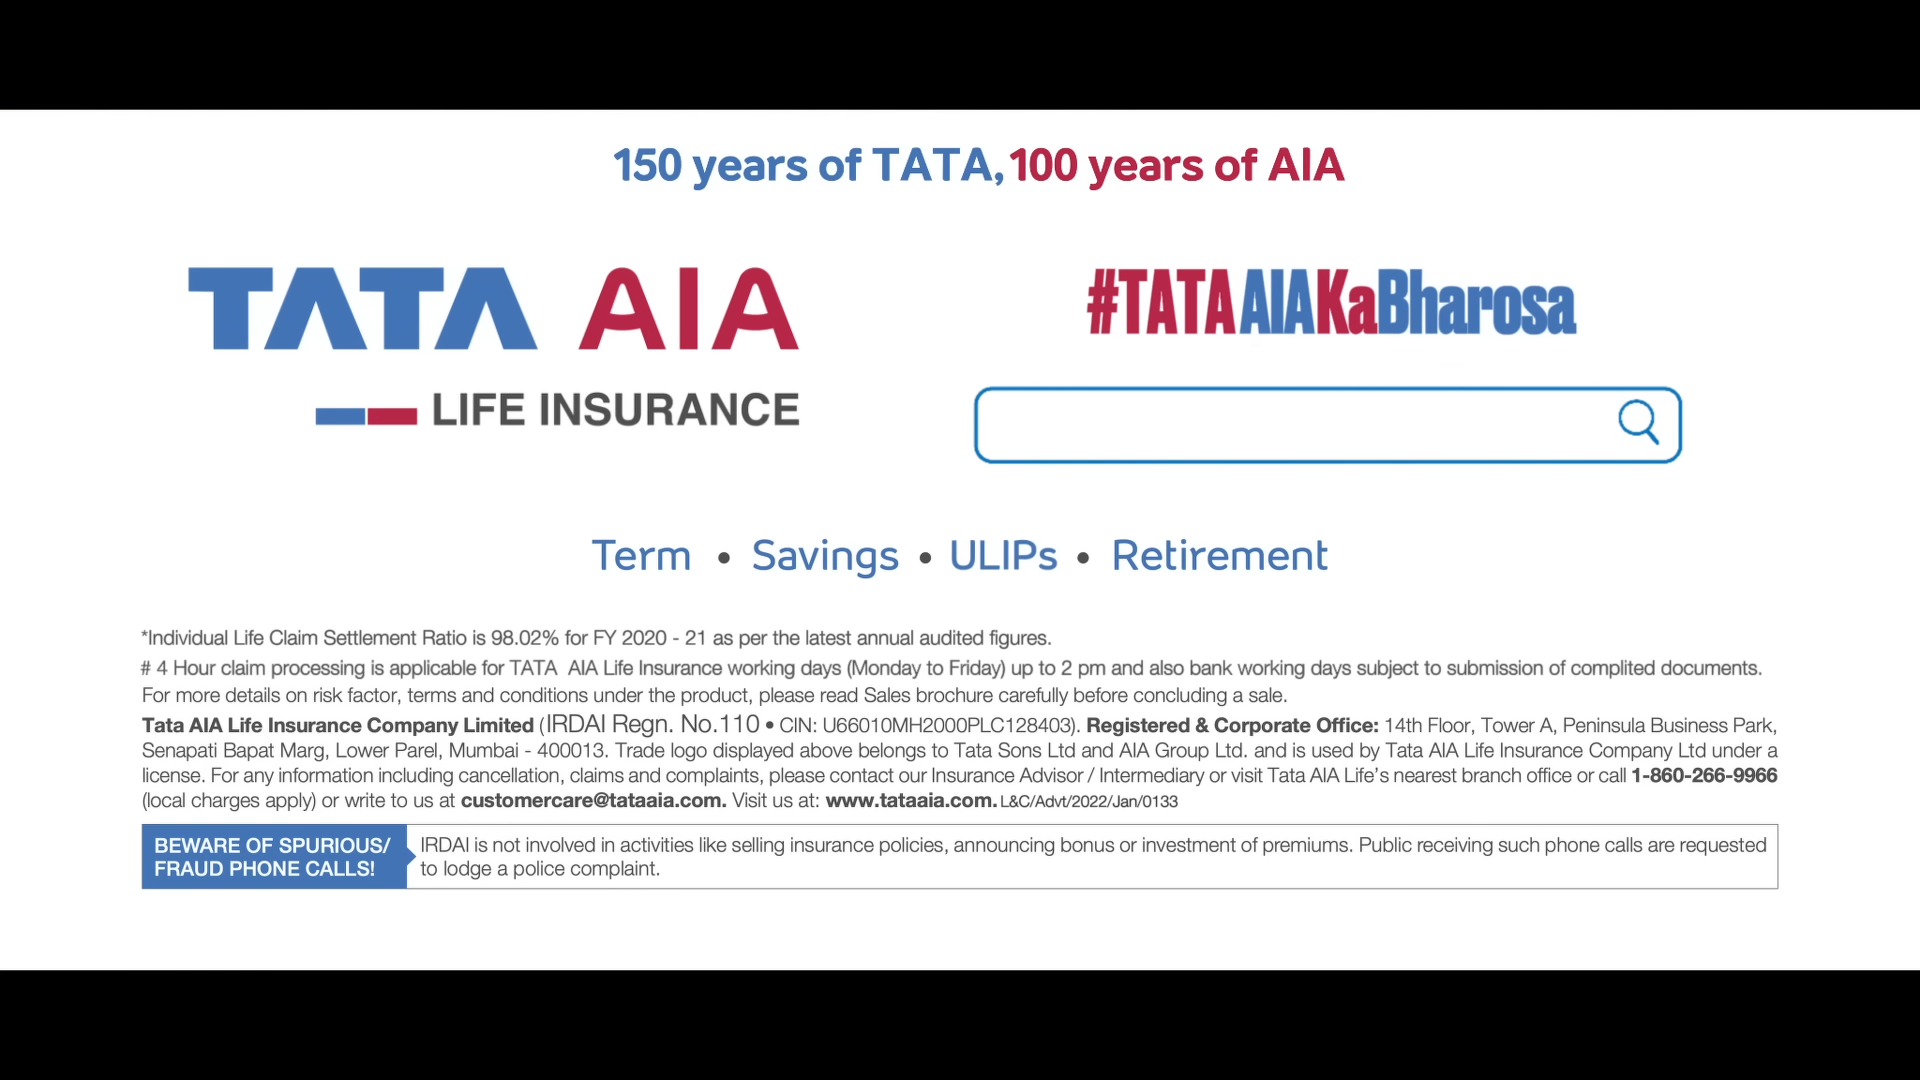 150 years of TATA, 100 years of AIA
TATA AIA
LIFE INSURANCE
#TATAAIAKaBharosa
Term • Savings • ULIPs • Retirement
*Individual Life Claim Settlement Ratio is 98.02% for FY 2020 - 21 as per the latest annual audited figures.
# 4 Hour claim processing is applicable for TATA AIA Life Insurance working days (Monday to Friday) up to 2 pm and also bank working days subject to submission of complited documents.
For more details on risk factor, terms and conditions under the product, please read Sales brochure carefully before concluding a sale.
Tata AIA Life Insurance Company Limited (IRDAI Regn. No.110 • CIN: U66010MH2000PLC128403). Registered & Corporate Office: 14th Floor, Tower A, Peninsula Business Park,
Senapati Bapat Marg, Lower Parel, Mumbai - 400013. Trade logo displayed above belongs to Tata Sons Ltd and AIA Group Ltd. and is used by Tata AIA Life Insurance Company Ltd under a
license. For any information including cancellation, claims and complaints, please contact our Insurance Advisor / Intermediary or visit Tata AIA Life's nearest branch office or call 1-860-266-9966
(local charges apply) or write to us at customercare@tataaia.com. Visit us at: www.tataaia.com. L&C/Advt/2022/Jan/0133
BEWARE OF SPURIOUS/
FRAUD PHONE CALLS!
IRDAI is not involved in activities like selling insurance policies, announcing bonus or investment of premiums. Public receiving such phone calls are requested
to lodge a police complaint.